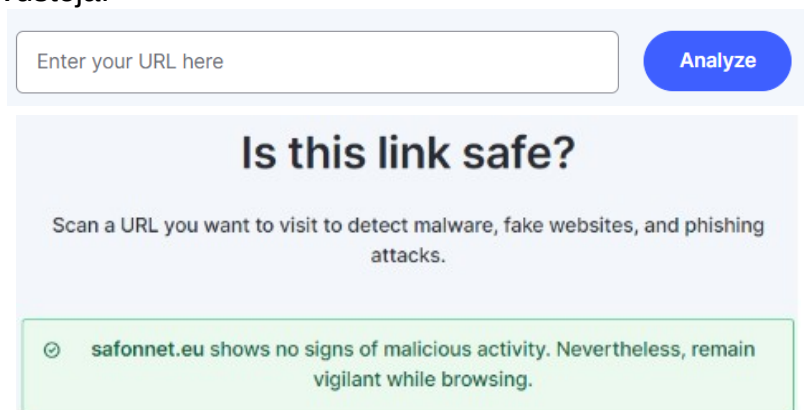 Enter your URL here
Analyze
Is this link safe?
Scan a URL you want to visit to detect malware, fake websites, and phishing
attacks.
safonnet.eu shows no signs of malicious activity. Nevertheless, remain
vigilant while browsing.